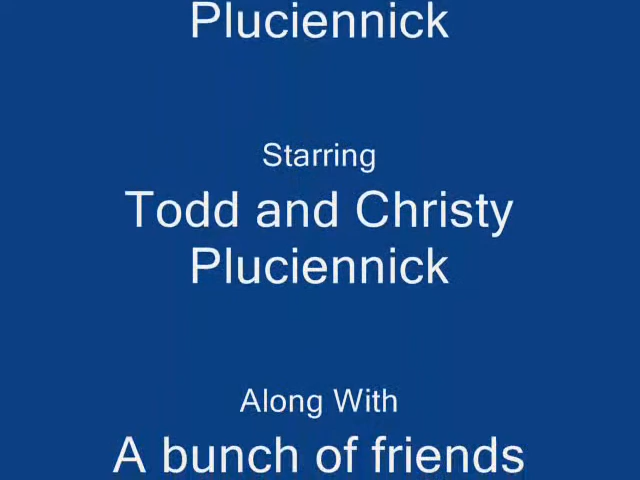 Pluciennick
Starring
Todd and Christy
Pluciennick
Along With
A bunch of friends